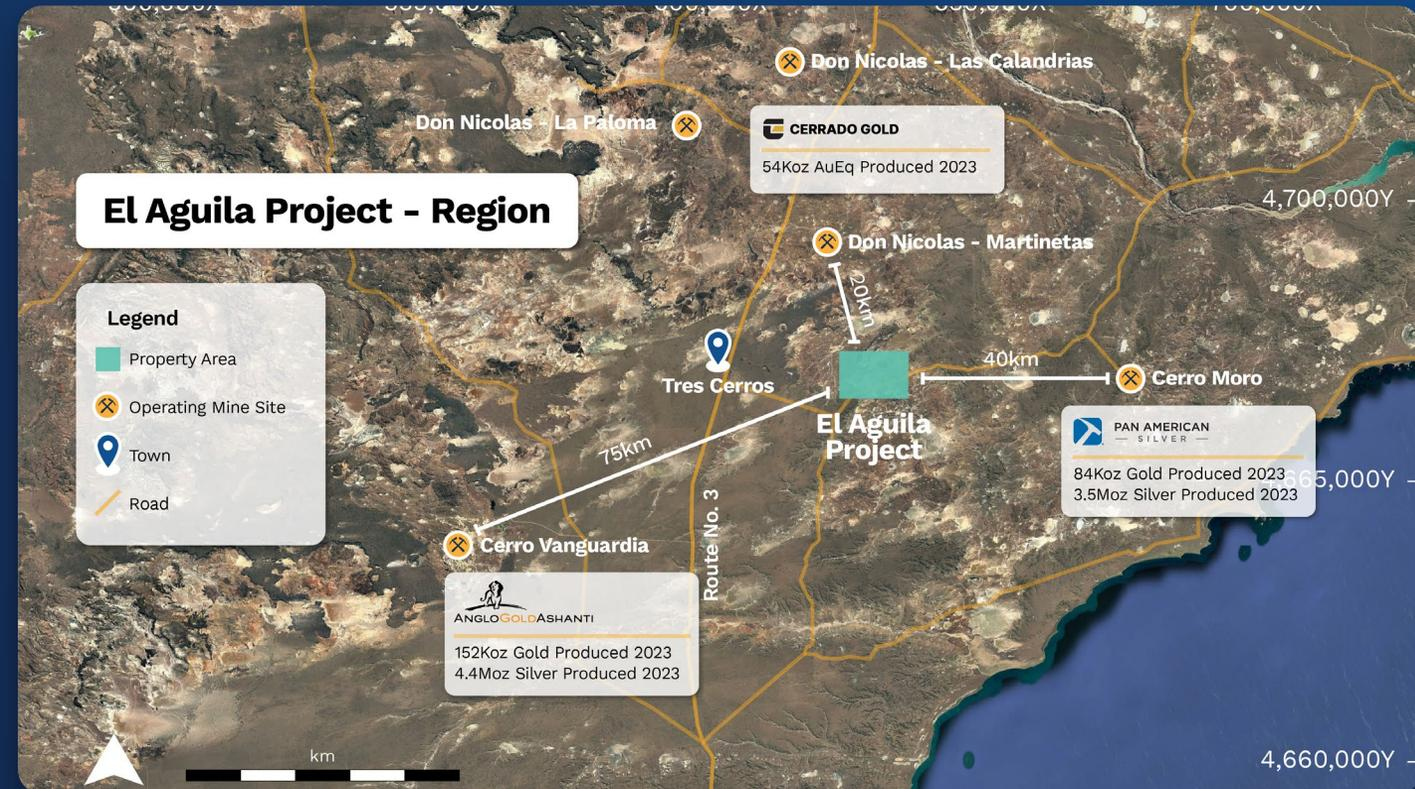 Don Nicolas - Las Calandrias
Don Nicolas - La Paloma
CERRADO GOLD
54Koz AuEq Produced 2023
El Aguila Project - Region
4,700,000Y
Don Nicolas - Martinetas
20km
Legend
Property Area
Operating Mine Site
Town
Road
Tres Cerros
40km
Cerro Moro
El Aguila
Project
75km
PAN AMERICAN
SILVER
84Koz Gold Produced 2023
3.5Moz Silver Produced 2023
65,000Y
Route No. 3
Cerro Vanguardia
ANGLOGOLDASHANTI
152Koz Gold Produced 2023
4.4Moz Silver Produced 2023
km
4,660,000Y